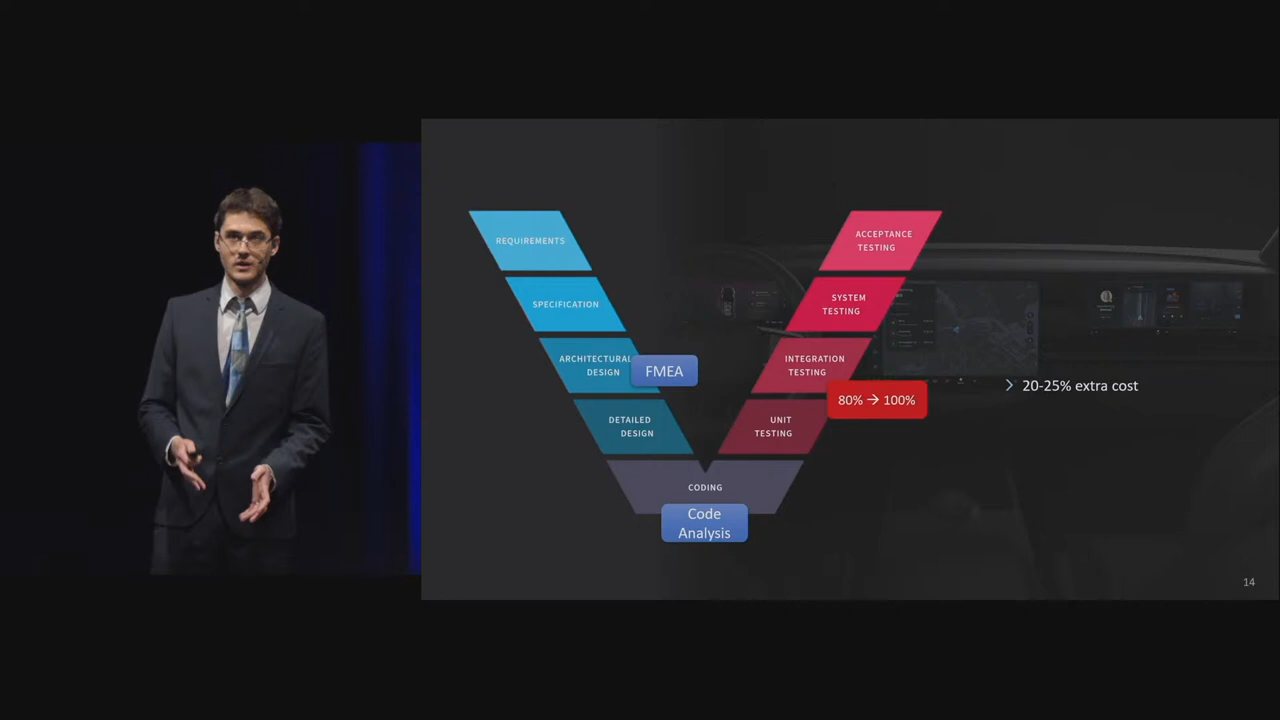 REQUIREMENTS
SPECIFICATION
ARCHITECTURAL
DESIGN
FMEA
DETAILED
DESIGN
CODING
Code
Analysis
ACCEPTANCE
TESTING
SYSTEM
TESTING
INTEGRATION
TESTING
80% → 100%
UNIT
TESTING
20-25% extra cost
14